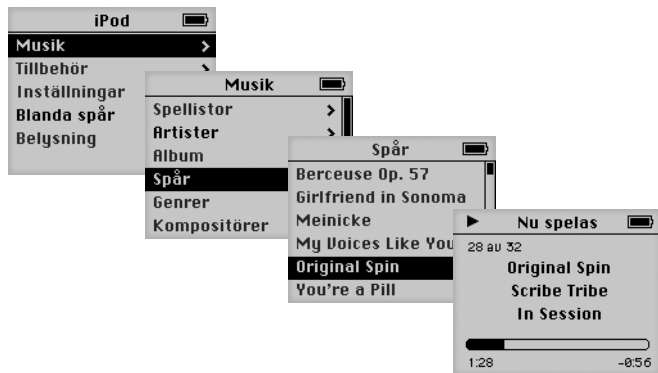 iPod
Musik >
Tillbehör >
Inställningar
Blanda spår
Belysning
Musik
Spellistor >
Artister >
Album
Spår
Genrer
Kompositörer
Spår
Berceuse Op. 57
Girlfriend in Sonoma
Meinicke
My Voices Like You
Original Spin
You're a Pill
Nu spelas
28 av 32
Original Spin
Scribe Tribe
In Session
1:28 -0:56